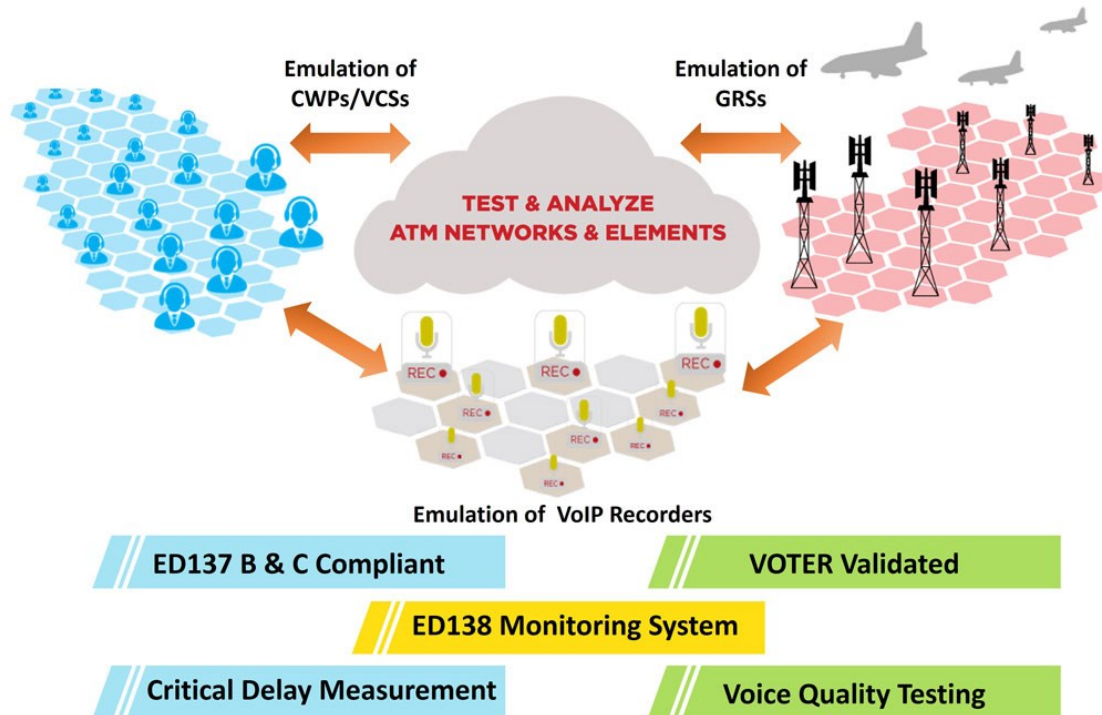 Emulation of
CWPs/VCSs
Emulation of
GRSs
TEST & ANALYZE
ATM NETWORKS & ELEMENTS
REC
REC
REC
REC
REC
REC
REC
REC
REC
Emulation of VoIP Recorders
ED137 B & C Compliant
VOTER Validated
ED138 Monitoring System
Critical Delay Measurement
Voice Quality Testing